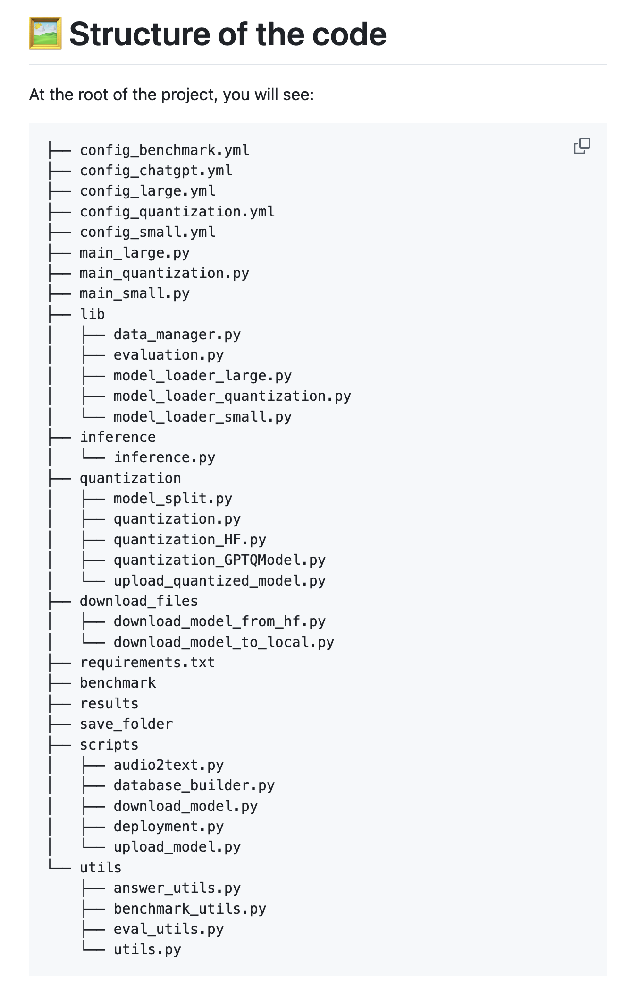 Structure of the code
At the root of the project, you will see:
├── config_benchmark.yml
├── config_chatgpt.yml
├── config_large.yml
├── config_quantization.yml
├── config_small.yml
├── main_large.py
├── main_quantization.py
├── main_small.py
├── lib
│   ├── data_manager.py
│   ├── evaluation.py
│   ├── model_loader_large.py
│   ├── model_loader_quantization.py
│   └── model_loader_small.py
├── inference
│   └── inference.py
├── quantization
│   ├── model_split.py
│   ├── quantization.py
│   ├── quantization_HF.py
│   ├── quantization_GPTQModel.py
│   └── upload_quantized_model.py
├── download_files
│   ├── download_model_from_hf.py
│   └── download_model_to_local.py
├── requirements.txt
├── benchmark
├── results
├── save_folder
├── scripts
│   ├── audio2text.py
│   ├── database_builder.py
│   ├── download_model.py
│   ├── deployment.py
│   └── upload_model.py
└── utils
    ├── answer_utils.py
    ├── benchmark_utils.py
    ├── eval_utils.py
    └── utils.py